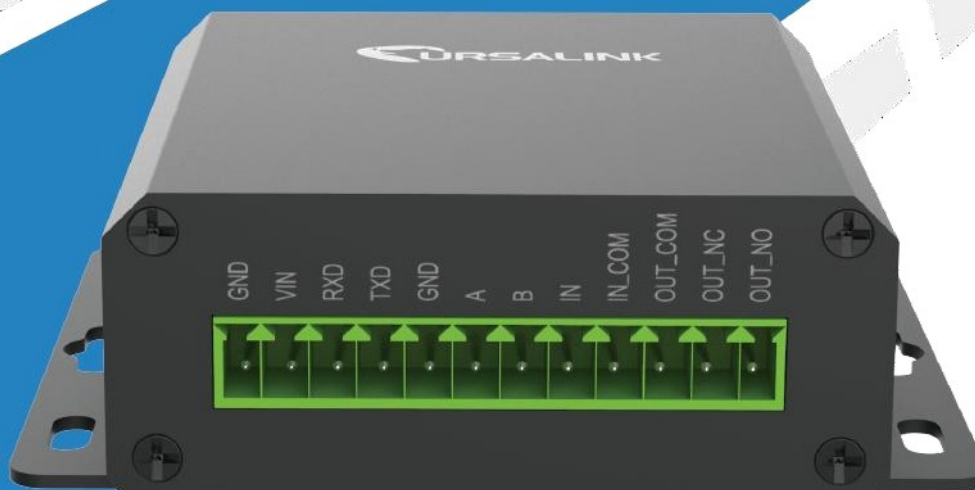 URSALINK
GND
VIN
RXD
TXD
GND
A
B
IN
IN_COM
OUT_COM
OUT_NC
OUT_NO